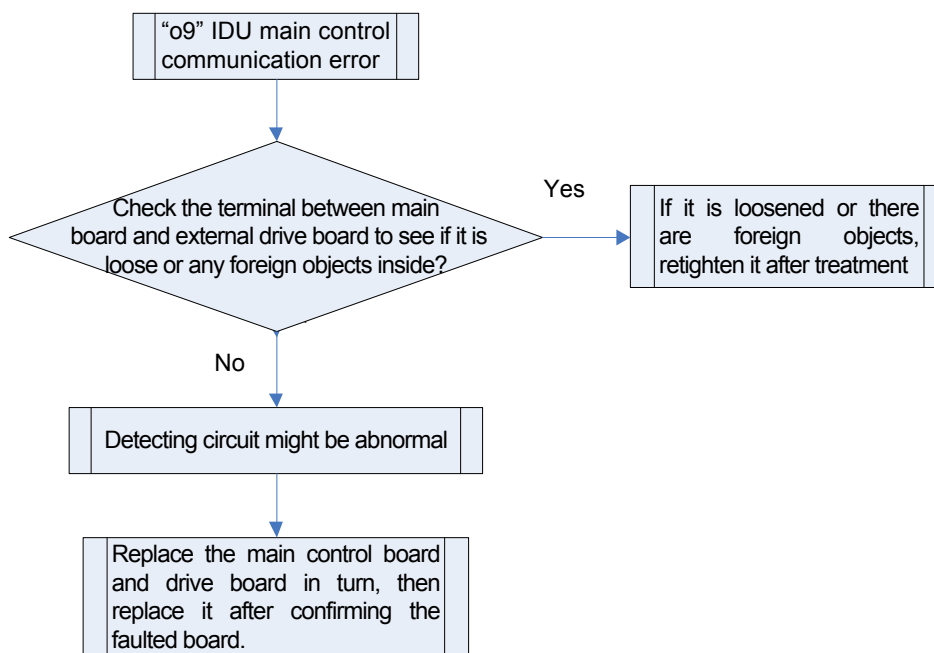 “o9” IDU main control
communication error
Check the terminal between main
board and external drive board to see if it is
loose or any foreign objects inside?
Yes
If it is loosened or there
are foreign objects,
retighten it after treatment
No
Detecting circuit might be abnormal
Replace the main control board
and drive board in turn, then
replace it after confirming the
faulted board.